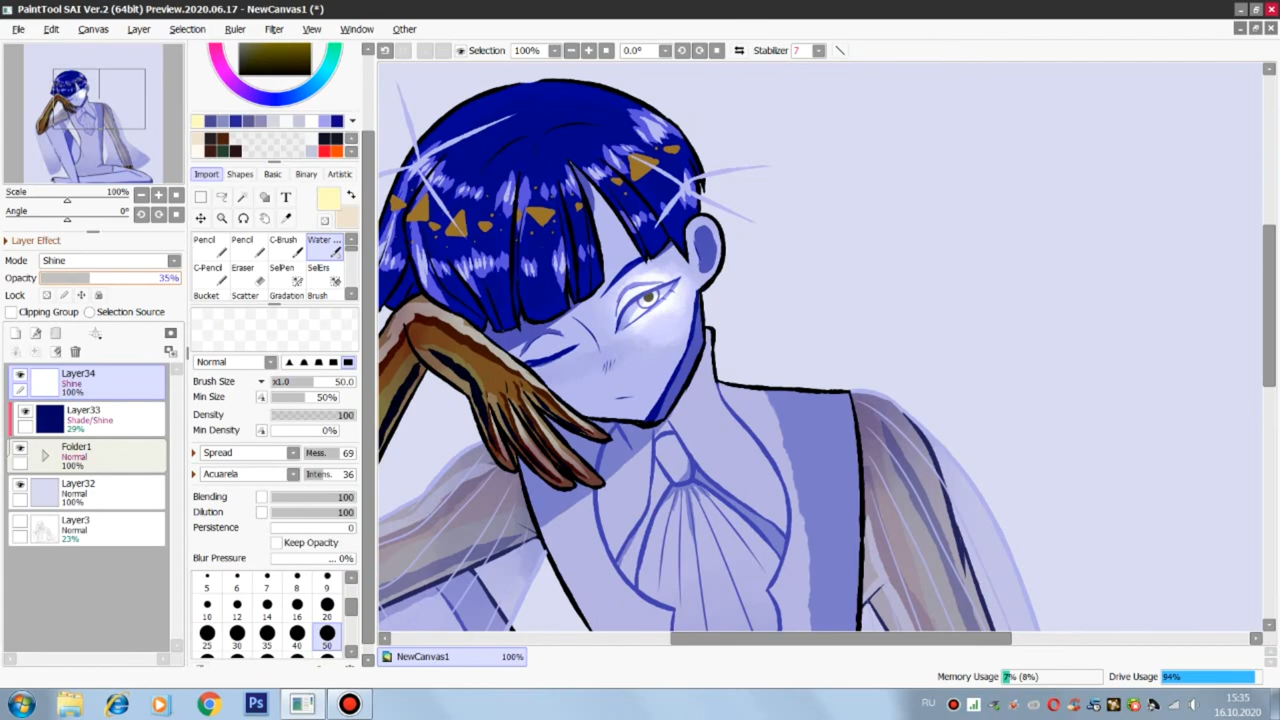 PaintTool SAI Ver.2 (64bit) Preview.2020.06.17 - NewCanvas1 (*)
File Edit Canvas Layer Selection Ruler Filter View Window Other
Selection 100% 0.0° Stabilizer 7
Scale 100%
Angle 0°
Layer Effect
Mode Shine
Opacity 35%
Lock
Clipping Group Selection Source
Layer34
Shine
100%
Layer33
Shade/Shine
29%
Folder1
Normal
100%
Layer32
Normal
100%
Layer3
Normal
23%
Import Shapes Basic Binary Artistic
T
Pencil Pencil C-Brush Water ...
C-Pencil Eraser SelPen SelErs
Bucket Scatter Gradation Brush
Normal
Brush Size x1.0 50.0
Min Size 50%
Density 100
Min Density 0%
Spread Mess. 69
Acuarela Intens. 36
Blending 100
Dilution 100
Persistence 0
Keep Opacity
Blur Pressure ... 0%
5 6 7 8 9
10 12 14 16 20
25 30 35 40 50
NewCanvas1 100%
Memory Usage 7% (8%) Drive Usage 94%
Ps
RU
15:35
16.10.2020